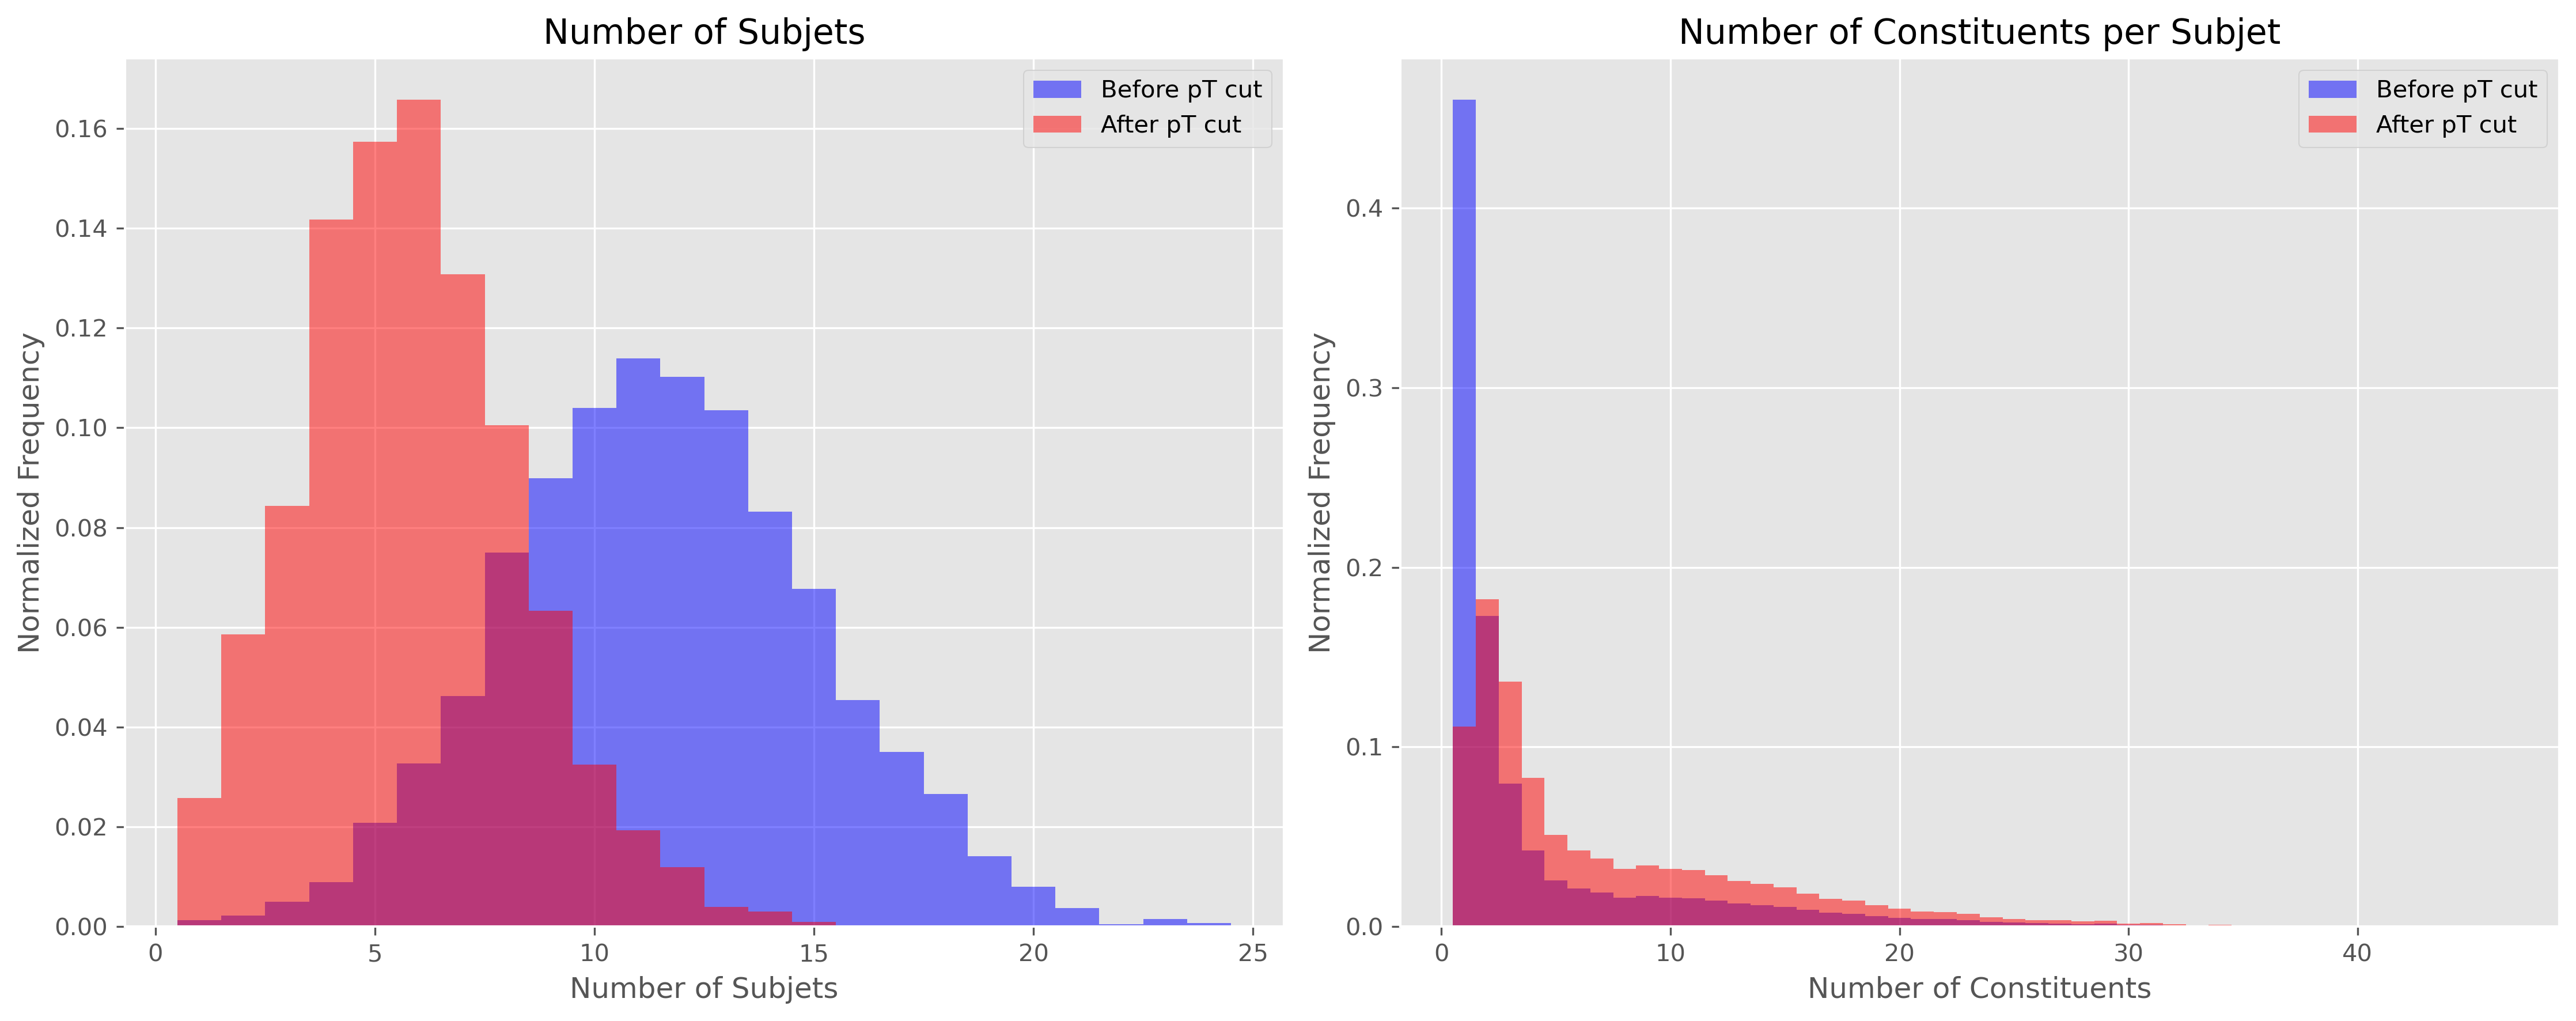 Number of Subjets
Before pT cut
After pT cut
0.16
0.14
0.12
0.10
0.08
0.06
0.04
0.02
0.00
Normalized Frequency
0 5 10 15 20 25
Number of Subjets
Number of Constituents per Subjet
Before pT cut
After pT cut
0.4
0.3
0.2
0.1
0.0
Normalized Frequency
0 10 20 30 40
Number of Constituents